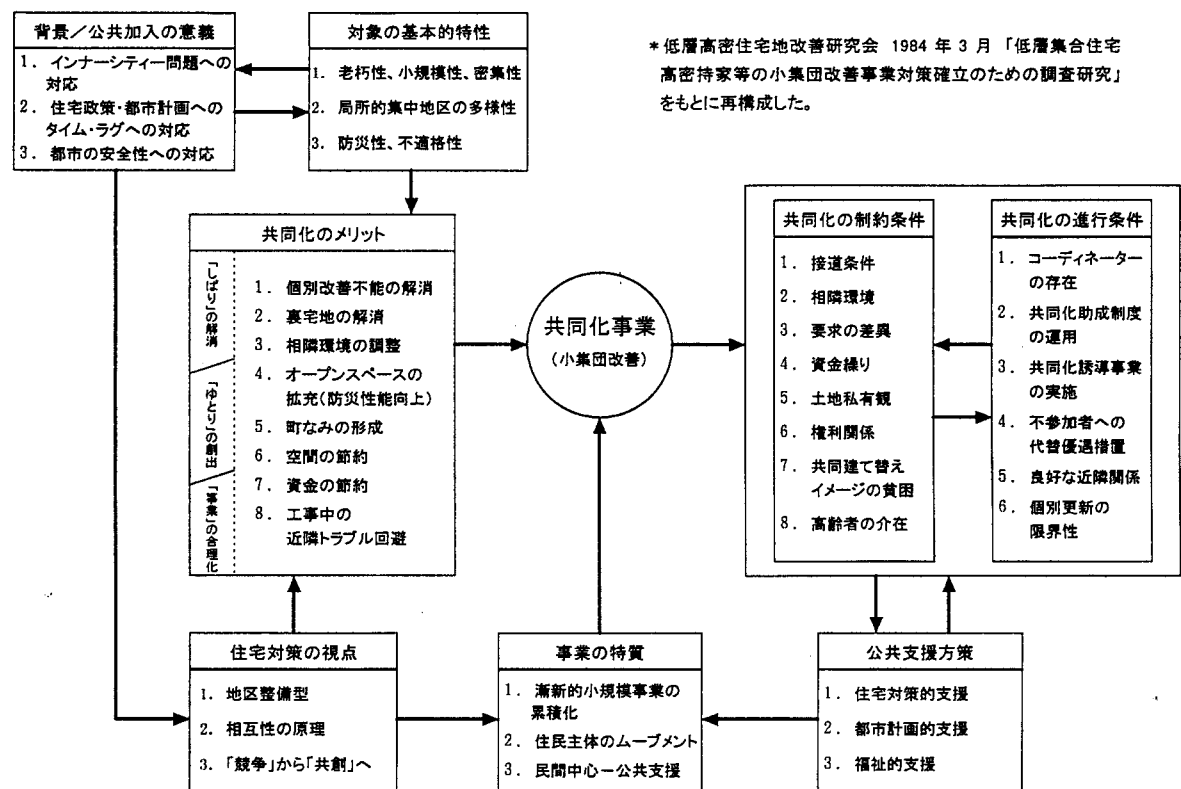 背景／公共加入の意義
1. インナーシティー問題への
対応
2. 住宅政策・都市計画への
タイム・ラグへの対応
3. 都市の安全性への対応
対象の基本的特性
1. 老朽性、小規模性、密集性
2. 局所的集中地区の多様性
3. 防災性、不適格性
*低層高密住宅地改善研究会 1984年3月「低層集合住宅
高密持家等の小集団改善事業対策確立のための調査研究」
をもとに再構成した。
共同化のメリット
「しばり」の解消
「ゆとり」の創出
「事業」の合理化
1. 個別改善不能の解消
2. 裏宅地の解消
3. 相隣環境の調整
4. オープンスペースの
拡充(防災性能向上)
5. 町なみの形成
6. 空間の節約
7. 資金の節約
8. 工事中の
近隣トラブル回避
共同化事業
(小集団改善)
共同化の制約条件
1. 接道条件
2. 相隣環境
3. 要求の差異
4. 資金繰り
5. 土地私有観
6. 権利関係
7. 共同建て替え
イメージの貧困
8. 高齢者の介在
共同化の進行条件
1. コーディネーター
の存在
2. 共同化助成制度
の運用
3. 共同化誘導事業
の実施
4. 不参加者への
代替優遇措置
5. 良好な近隣関係
6. 個別更新の
限界性
住宅対策の視点
1. 地区整備型
2. 相互性の原理
3. 「競争」から「共創」へ
事業の特質
1. 漸新的小規模事業の
累積化
2. 住民主体のムーブメント
3. 民間中心ー公共支援
公共支援方策
1. 住宅対策的支援
2. 都市計画的支援
3. 福祉的支援